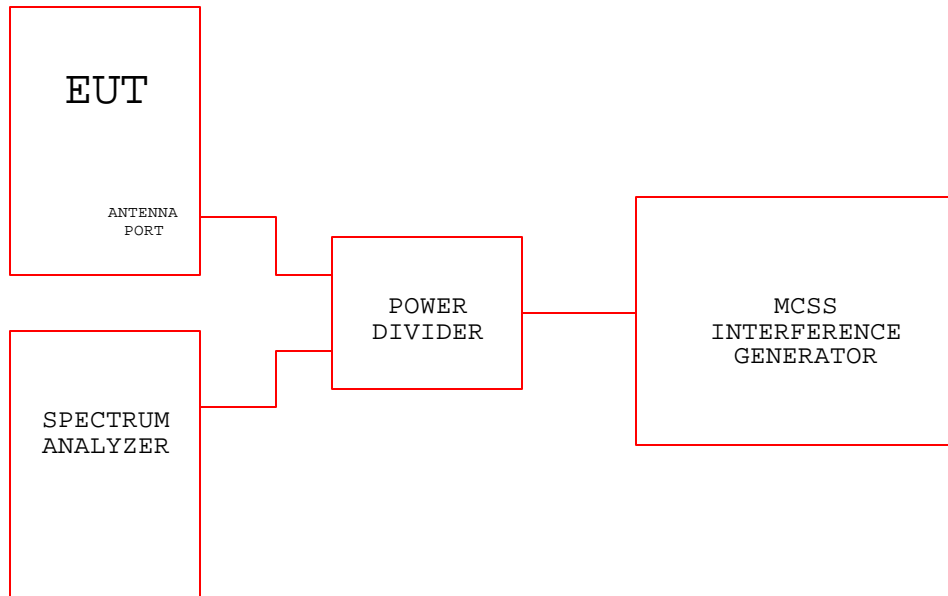 EUT
ANTENNA
PORT
POWER
DIVIDER
MCSS
INTERFERENCE
GENERATOR
SPECTRUM
ANALYZER